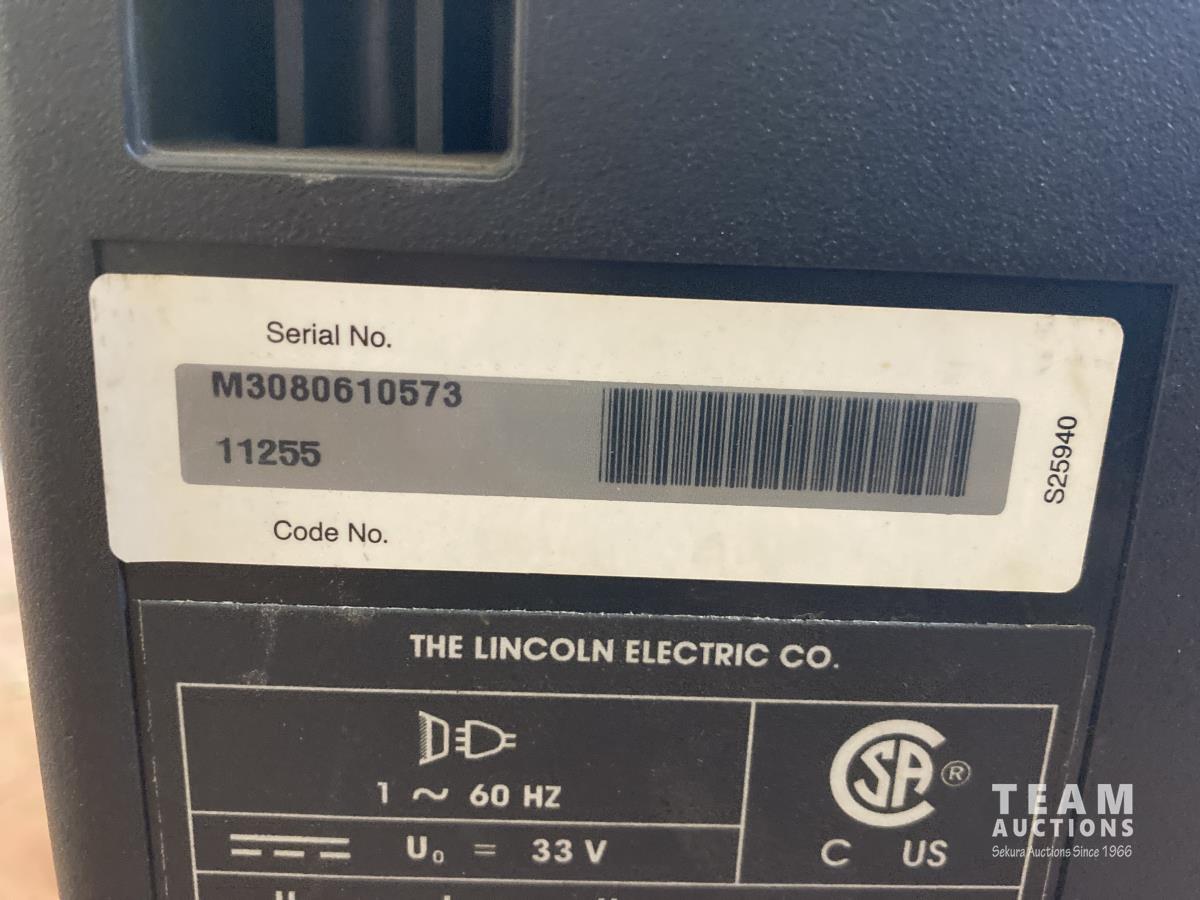 Serial No.
M3080610573
11255
S25940
Code No.
THE LINCOLN ELECTRIC CO.
1 ~ 60 HZ
SA ®
C US
U₀ = 33 V
TEAM
AUCTIONS
Sekura Auctions Since 1966